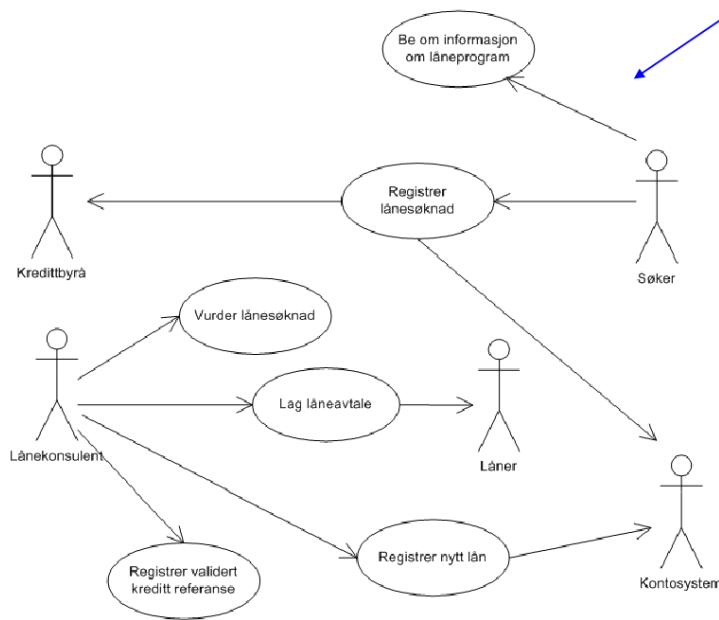 Be om informasjon
om låneprogram
Registrer
lånesøknad
Kredittbyrå
Søker
Vurder lånesøknad
Lag låneavtale
Lånekonsulent
Låner
Registrer nytt lån
Registrer validert
kreditt referanse
Kontosystem